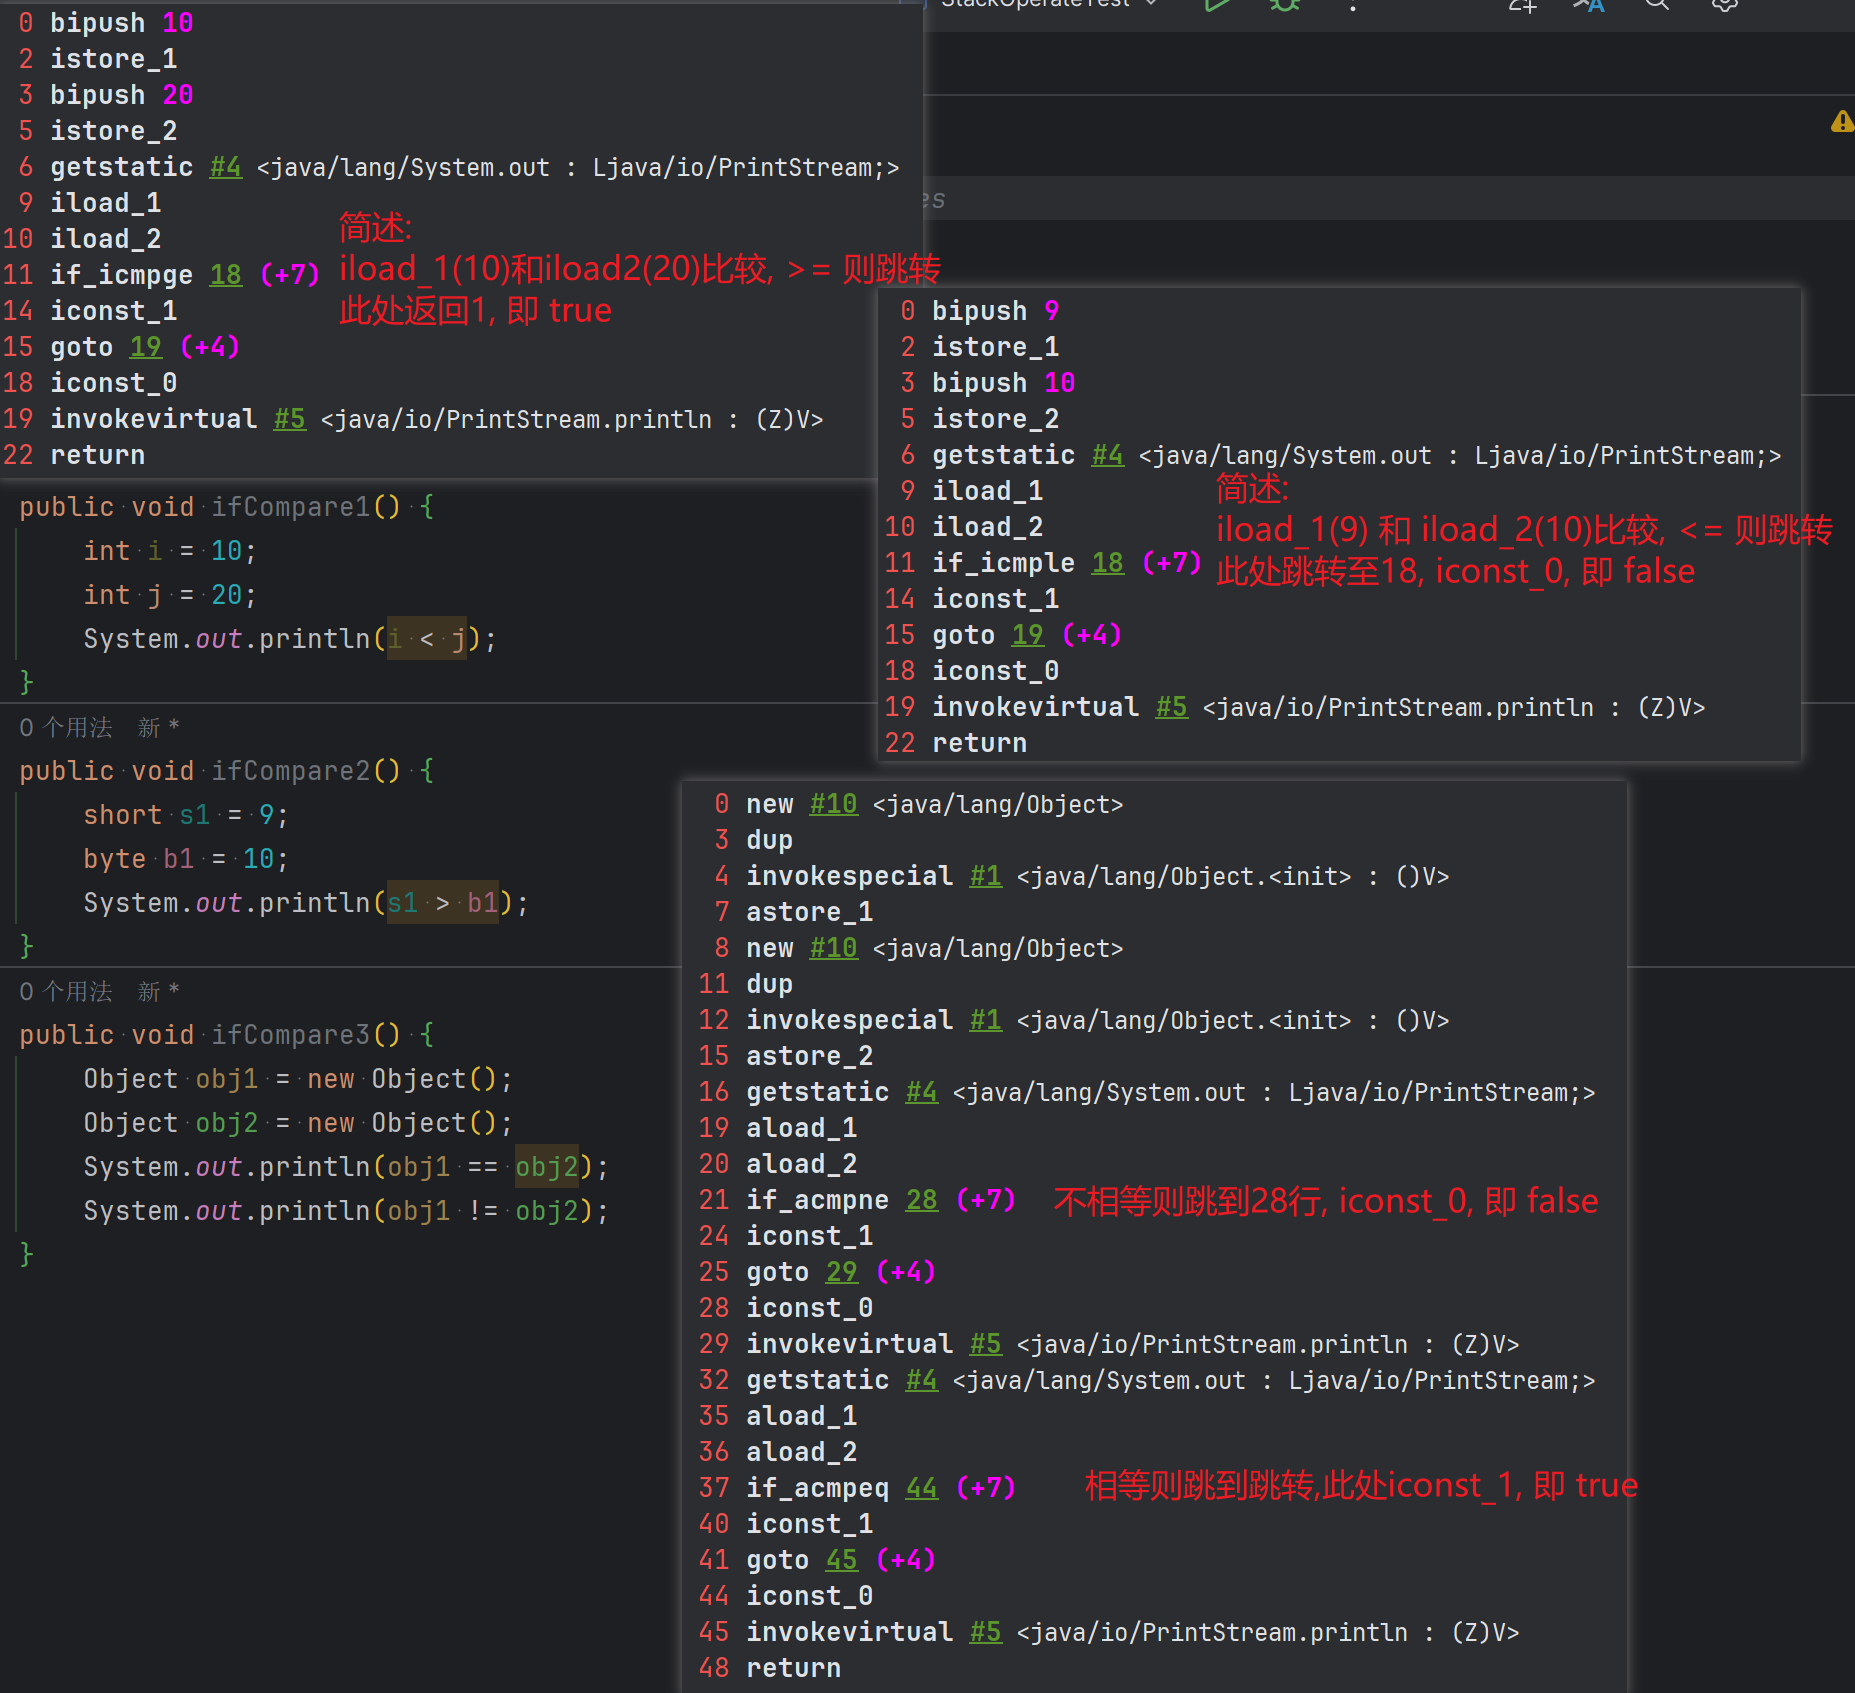 StackOperateTest
0 bipush 10
2 istore_1
3 bipush 20
5 istore_2
6 getstatic #4 <java/lang/System.out : Ljava/io/PrintStream;>
9 iload_1
10 iload_2
11 if_icmpge 18 (+7)
14 iconst_1
15 goto 19 (+4)
18 iconst_0
19 invokevirtual #5 <java/io/PrintStream.println : (Z)V>
22 return
简述:
iload_1(10)和iload2(20)比较, >= 则跳转
此处返回1, 即 true
es
public void ifCompare1() {
int i = 10;
int j = 20;
System.out.println(i < j);
}
0 bipush 9
2 istore_1
3 bipush 10
5 istore_2
6 getstatic #4 <java/lang/System.out : Ljava/io/PrintStream;>
9 iload_1
10 iload_2
11 if_icmple 18 (+7)
14 iconst_1
15 goto 19 (+4)
18 iconst_0
19 invokevirtual #5 <java/io/PrintStream.println : (Z)V>
22 return
简述:
iload_1(9) 和 iload_2(10)比较, <= 则跳转
此处跳转至18, iconst_0, 即 false
0 个用法 新 *
public void ifCompare2() {
short s1 = 9;
byte b1 = 10;
System.out.println(s1 > b1);
}
0 个用法 新 *
public void ifCompare3() {
Object obj1 = new Object();
Object obj2 = new Object();
System.out.println(obj1 == obj2);
System.out.println(obj1 != obj2);
}
0 new #10 <java/lang/Object>
3 dup
4 invokespecial #1 <java/lang/Object.<init> : ()V>
7 astore_1
8 new #10 <java/lang/Object>
11 dup
12 invokespecial #1 <java/lang/Object.<init> : ()V>
15 astore_2
16 getstatic #4 <java/lang/System.out : Ljava/io/PrintStream;>
19 aload_1
20 aload_2
21 if_acmpne 28 (+7) 不相等则跳到28行, iconst_0, 即 false
24 iconst_1
25 goto 29 (+4)
28 iconst_0
29 invokevirtual #5 <java/io/PrintStream.println : (Z)V>
32 getstatic #4 <java/lang/System.out : Ljava/io/PrintStream;>
35 aload_1
36 aload_2
37 if_acmpeq 44 (+7) 相等则跳到跳转,此处iconst_1, 即 true
40 iconst_1
41 goto 45 (+4)
44 iconst_0
45 invokevirtual #5 <java/io/PrintStream.println : (Z)V>
48 return